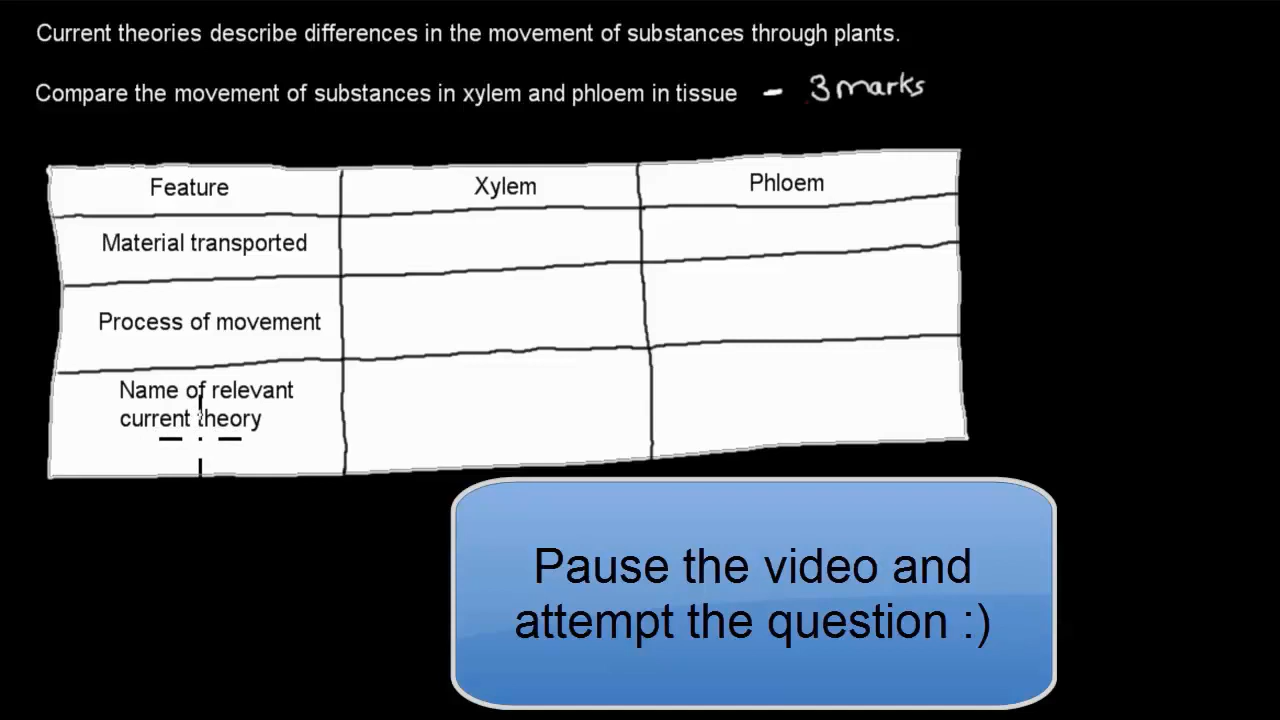 Current theories describe differences in the movement of substances through plants.
Compare the movement of substances in xylem and phloem in tissue - 3 marks
Feature Xylem Phloem
Material transported
Process of movement
Name of relevant
current theory
Pause the video and
attempt the question :)